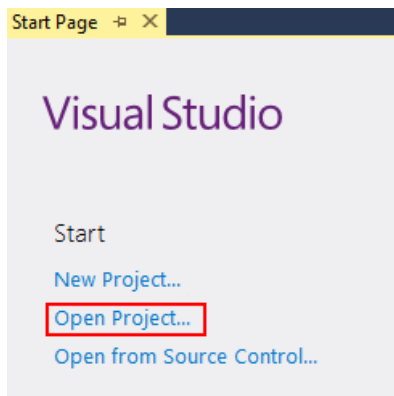 Start Page
Visual Studio
Start
New Project...
Open Project...
Open from Source Control...